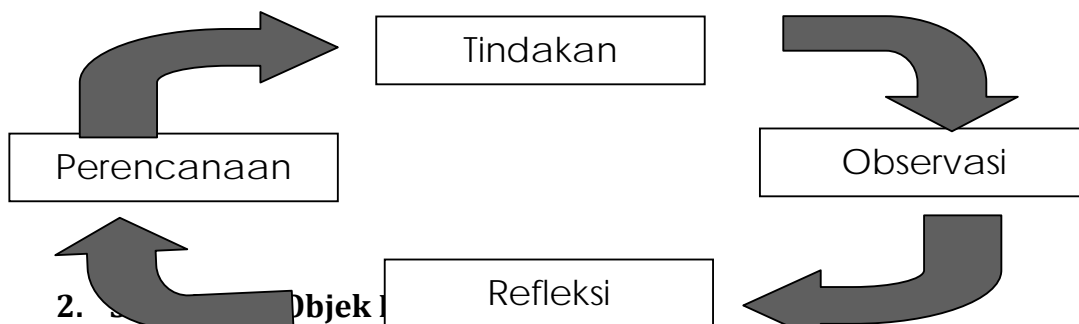 Tindakan
Perencanaan
Observasi
Refleksi
2. Objek